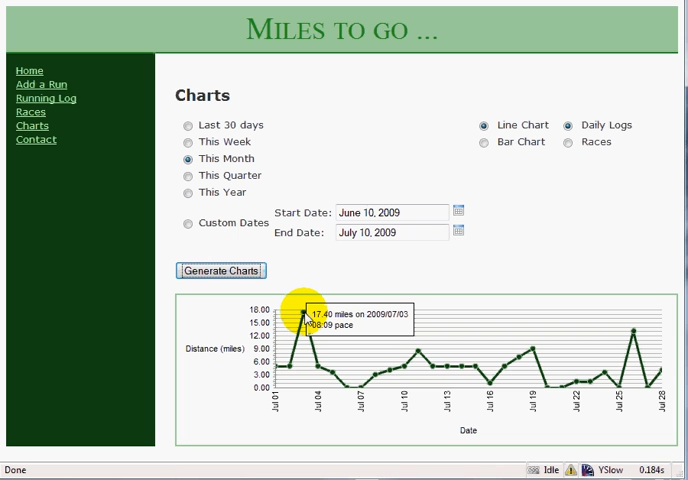 MILES TO GO ...
Home
Add a Run
Running Log
Races
Charts
Contact
Charts
Last 30 days
This Week
This Month
This Quarter
This Year
Custom Dates
Start Date: June 10, 2009
End Date: July 10, 2009
Line Chart
Bar Chart
Daily Logs
Races
Generate Charts
Distance (miles)
18.00
15.00
12.00
9.00
6.00
3.00
0.00
17.40 miles on 2009/07/03
08:09 pace
Jul 01
Jul 04
Jul 07
Jul 10
Jul 13
Jul 16
Jul 19
Jul 22
Jul 25
Jul 28
Date
Done
Idle
YSlow
0.184s